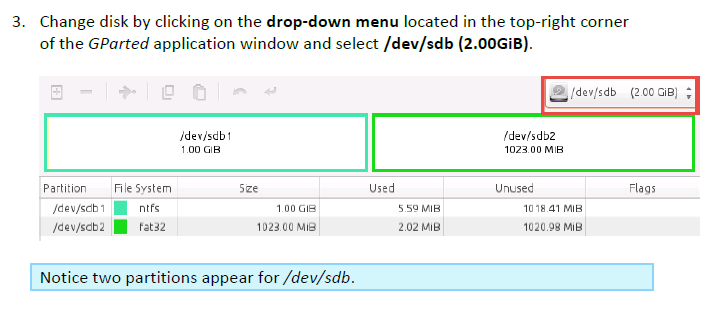 3. Change disk by clicking on the drop-down menu located in the top-right corner
of the GParted application window and select /dev/sdb (2.00GiB).
/dev/sdb (2.00 GiB)
/dev/sdb1
1.00 GiB
/dev/sdb2
1023.00 MiB
Partition File System Size Used Unused Flags
/dev/sdb1 ntfs 1.00 GiB 5.59 MiB 1018.41 MiB
/dev/sdb2 fat32 1023.00 MiB 2.02 MiB 1020.98 MiB
Notice two partitions appear for /dev/sdb.